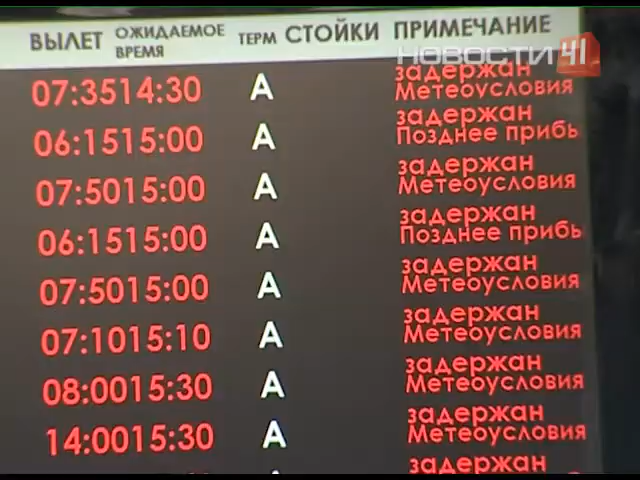 ВЫЛЕТ ОЖИДАЕМОЕ ВРЕМЯ ТЕРМ СТОЙКИ ПРИМЕЧАНИЕ
НОВОСТИ 41
07:35 14:30 А задержан Метеоусловия
06:15 15:00 А задержан Позднее прибь
07:50 15:00 А задержан Метеоусловия
06:15 15:00 А задержан Позднее прибь
07:50 15:00 А задержан Метеоусловия
07:10 15:10 А задержан Метеоусловия
08:00 15:30 А задержан Метеоусловия
14:00 15:30 А задержан Метеоусловия
задержан